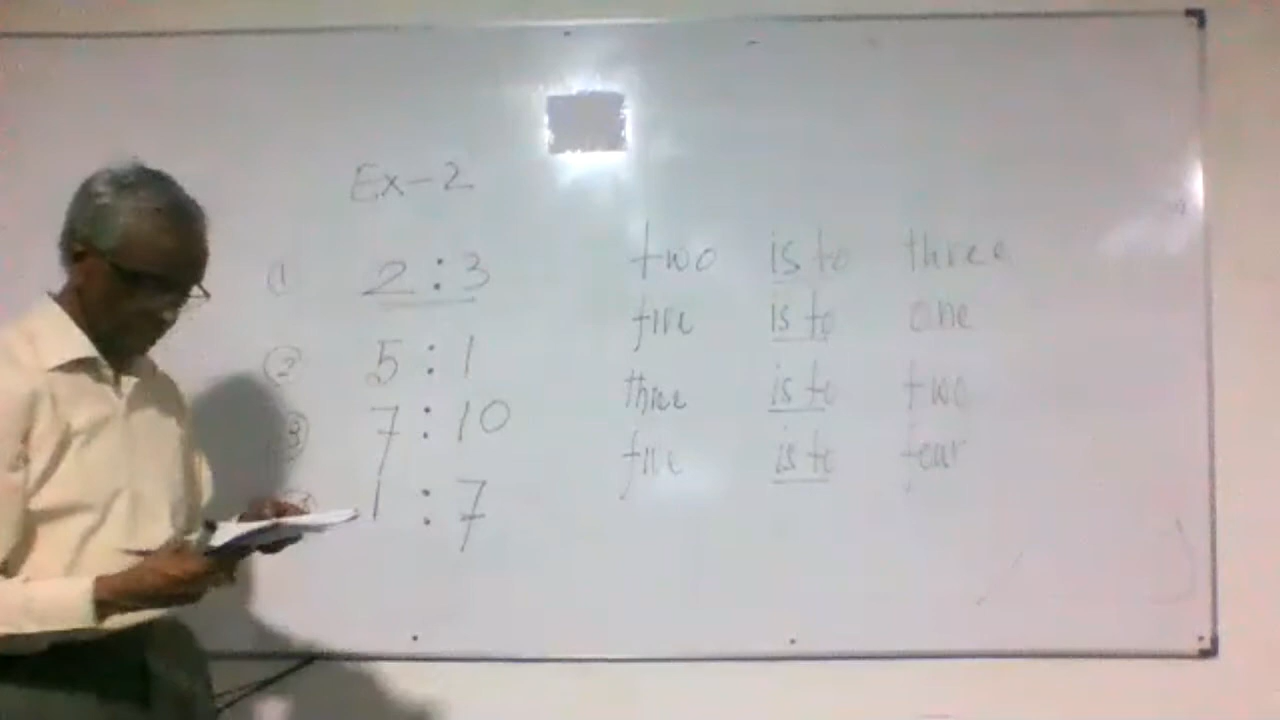 Ex-2
(1 2:3 two is to three
2 5:1 five is to one
3 7:10 three is to two
1:7 five is to